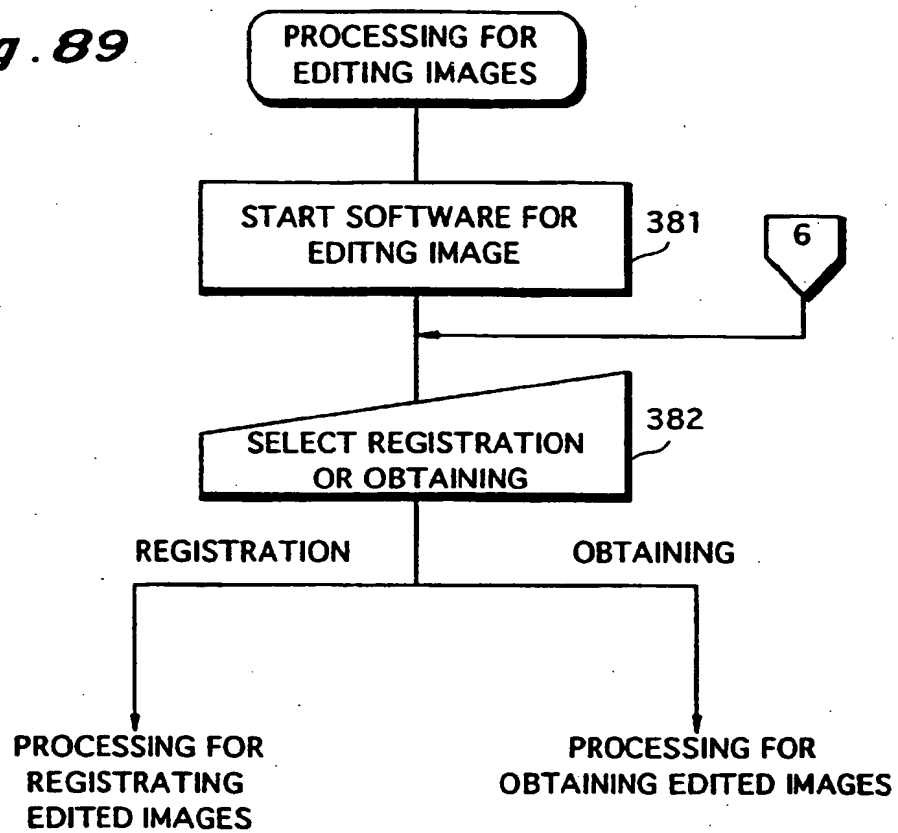 g. 89
PROCESSING FOR
EDITING IMAGES
START SOFTWARE FOR
EDITNG IMAGE
381
6
SELECT REGISTRATION
OR OBTAINING
382
REGISTRATION
OBTAINING
PROCESSING FOR
REGISTRATING
EDITED IMAGES
PROCESSING FOR
OBTAINING EDITED IMAGES